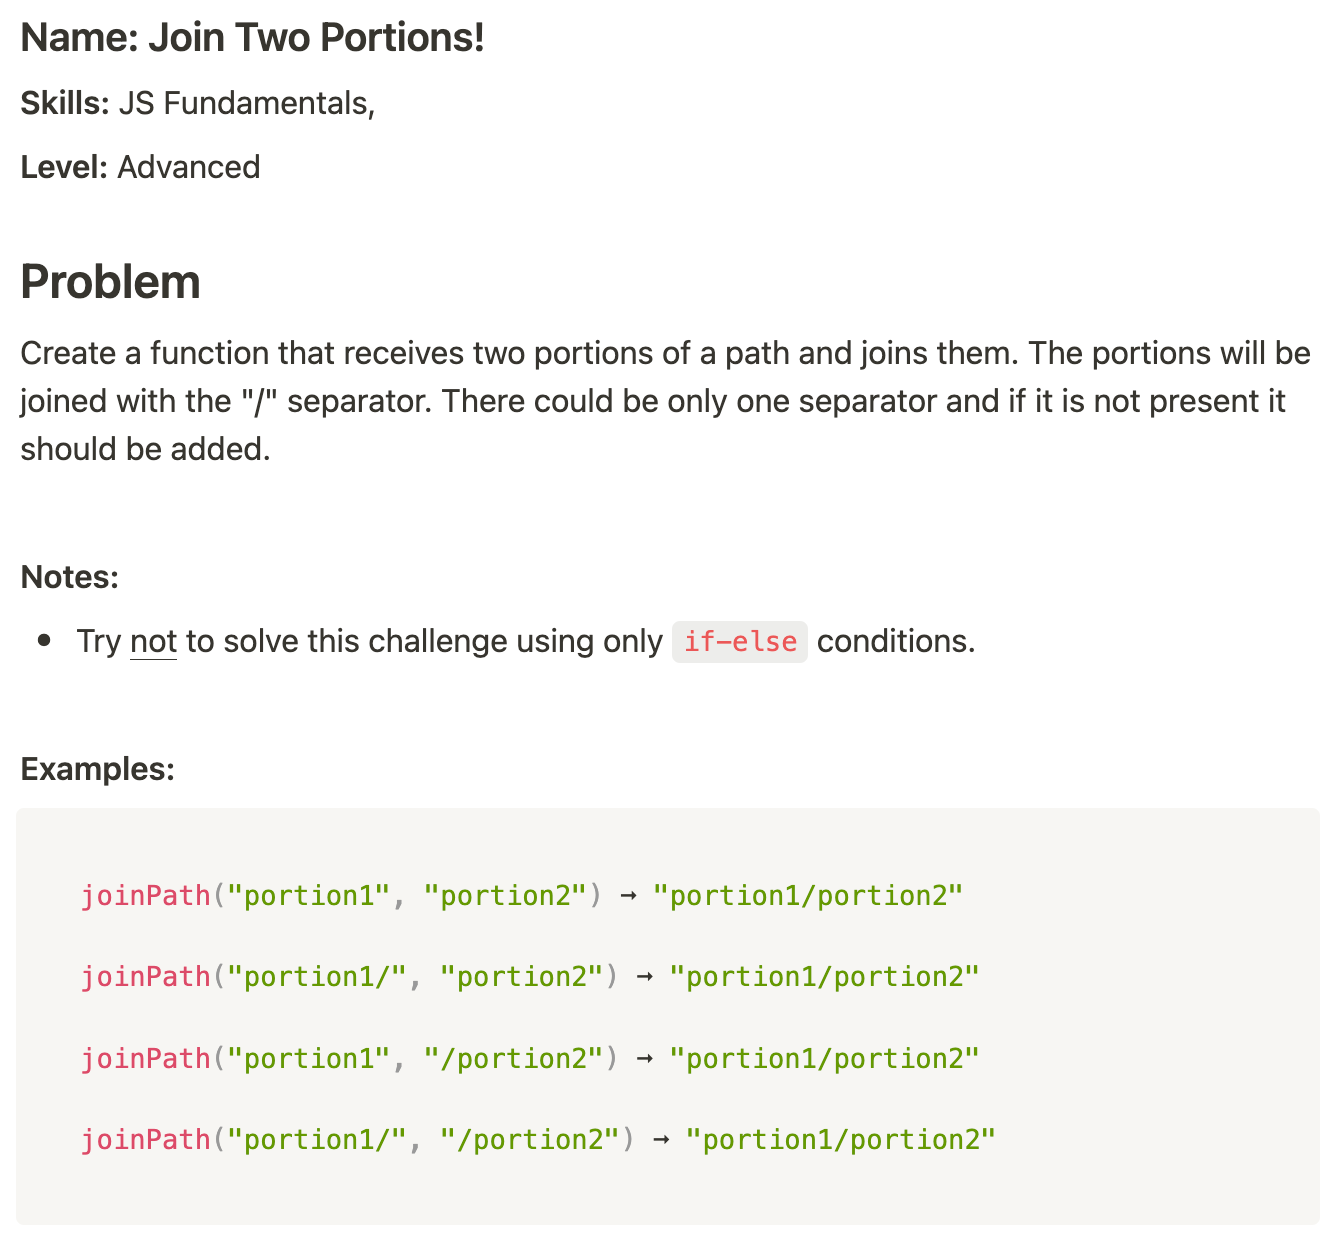 Name: Join Two Portions!
Skills: JS Fundamentals,
Level: Advanced
Problem
Create a function that receives two portions of a path and joins them. The portions will be
joined with the "/" separator. There could be only one separator and if it is not present it
should be added.
Notes:
• Try not to solve this challenge using only if-else conditions.
Examples:
joinPath("portion1", "portion2") → "portion1/portion2"
joinPath("portion1/", "portion2") → "portion1/portion2"
joinPath("portion1", "/portion2") → "portion1/portion2"
joinPath("portion1/", "/portion2") → "portion1/portion2"